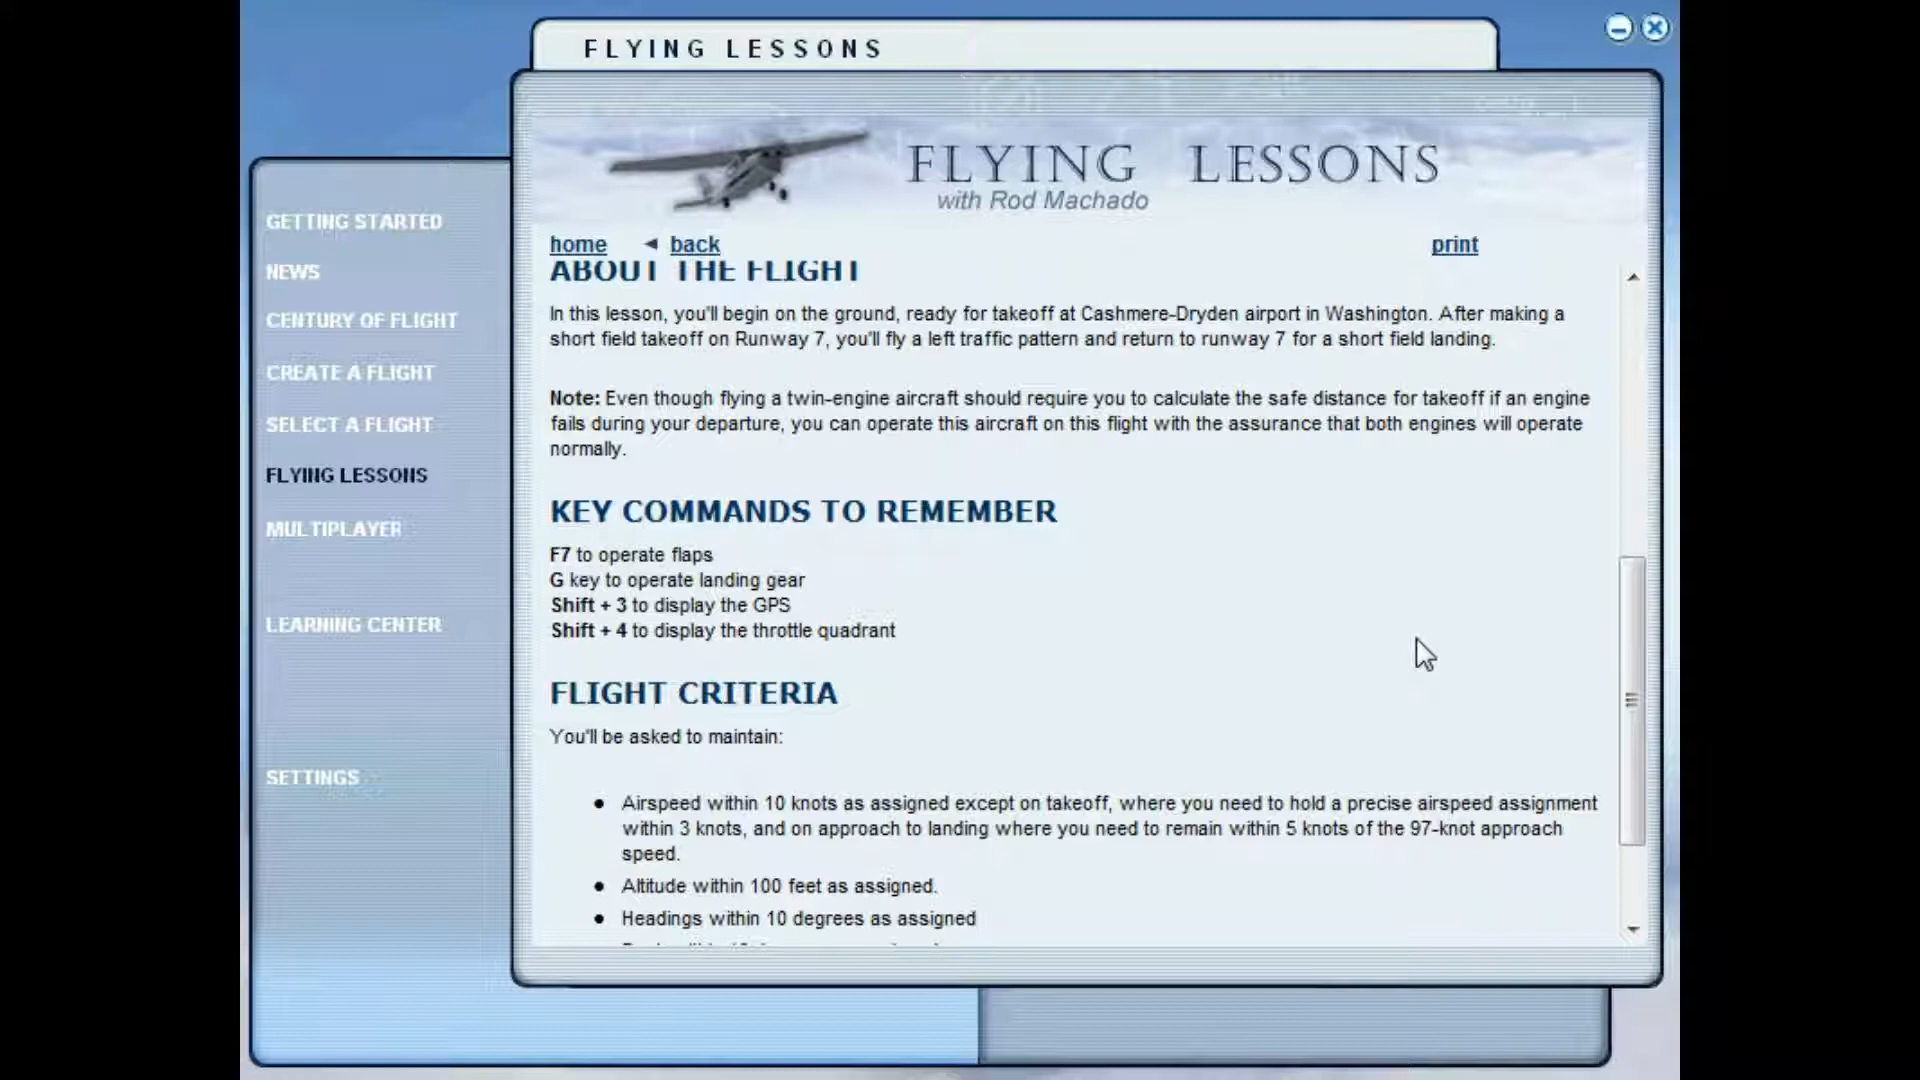 FLYING LESSONS
FLYING LESSONS
with Rod Machado
home ◄ back print
GETTING STARTED
NEWS
CENTURY OF FLIGHT
CREATE A FLIGHT
SELECT A FLIGHT
FLYING LESSONS
MULTIPLAYER
LEARNING CENTER
SETTINGS
ABOUT THE FLIGHT
In this lesson, you'll begin on the ground, ready for takeoff at Cashmere-Dryden airport in Washington. After making a
short field takeoff on Runway 7, you'll fly a left traffic pattern and return to runway 7 for a short field landing.
Note: Even though flying a twin-engine aircraft should require you to calculate the safe distance for takeoff if an engine
fails during your departure, you can operate this aircraft on this flight with the assurance that both engines will operate
normally.
KEY COMMANDS TO REMEMBER
F7 to operate flaps
G key to operate landing gear
Shift + 3 to display the GPS
Shift + 4 to display the throttle quadrant
FLIGHT CRITERIA
You'll be asked to maintain:
● Airspeed within 10 knots as assigned except on takeoff, where you need to hold a precise airspeed assignment
within 3 knots, and on approach to landing where you need to remain within 5 knots of the 97-knot approach
speed.
● Altitude within 100 feet as assigned.
● Headings within 10 degrees as assigned